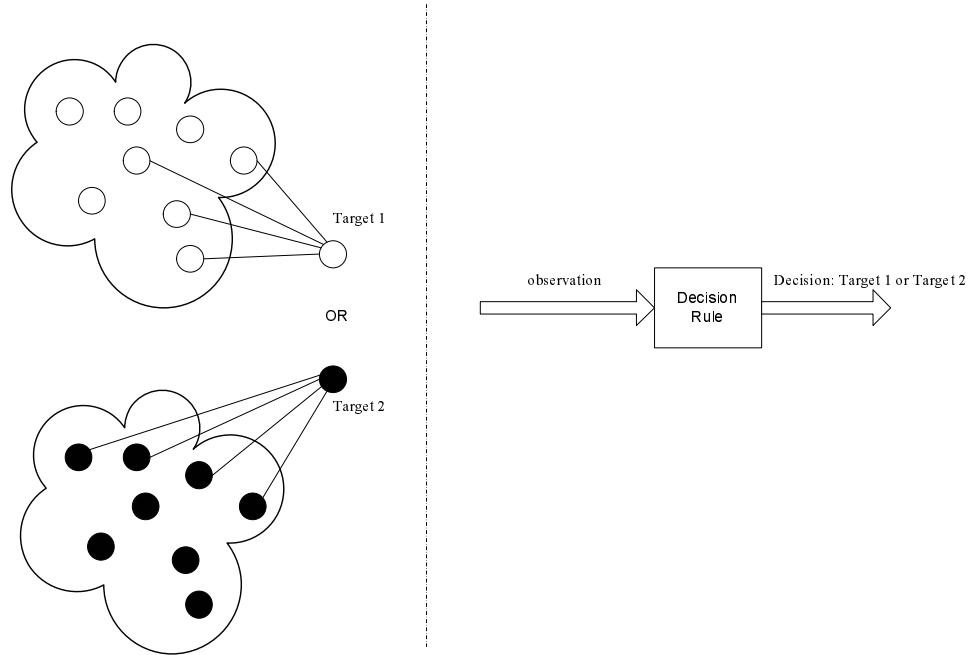 Target 1
OR
Target 2
observation
Decision
Rule
Decision: Target 1 or Target 2